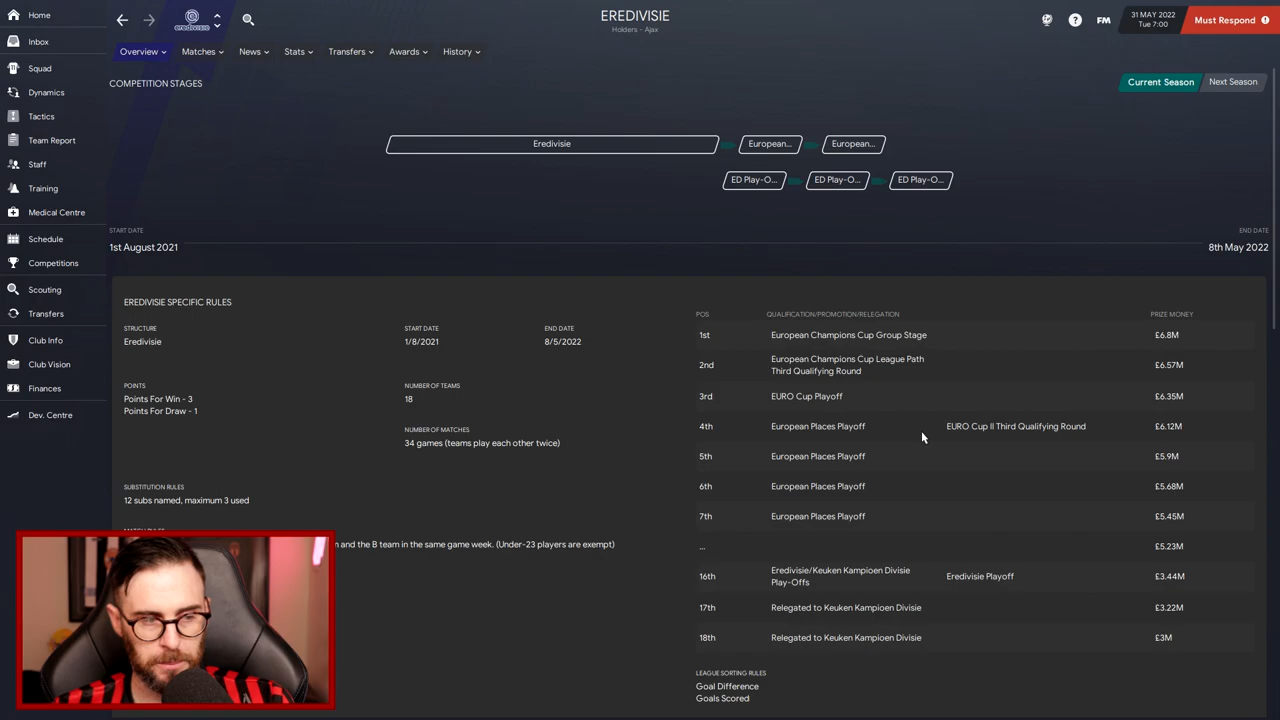 Home
Inbox
Squad
Dynamics
Tactics
Team Report
Staff
Training
Medical Centre
Schedule
Competitions
Scouting
Transfers
Club Info
Club Vision
Finances
Dev. Centre
eredivisie
EREDIVISIE
Holders - Ajax
FM
31 MAY 2022
Tue 7:00
Must Respond
Overview
Matches
News
Stats
Transfers
Awards
History
COMPETITION STAGES
Current Season
Next Season
Eredivisie
European...
European...
ED Play-O...
ED Play-O...
ED Play-O...
START DATE
1st August 2021
END DATE
8th May 2022
EREDIVISIE SPECIFIC RULES
STRUCTURE
Eredivisie
START DATE
1/8/2021
END DATE
8/5/2022
POINTS
Points For Win - 3
Points For Draw - 1
NUMBER OF TEAMS
18
NUMBER OF MATCHES
34 games (teams play each other twice)
SUBSTITUTION RULES
12 subs named, maximum 3 used
m and the B team in the same game week. (Under-23 players are exempt)
POS QUALIFICATION/PROMOTION/RELEGATION PRIZE MONEY
1st European Champions Cup Group Stage £6.8M
2nd European Champions Cup League Path Third Qualifying Round £6.57M
3rd EURO Cup Playoff £6.35M
4th European Places Playoff EURO Cup II Third Qualifying Round £6.12M
5th European Places Playoff £5.9M
6th European Places Playoff £5.68M
7th European Places Playoff £5.45M
... £5.23M
16th Eredivisie/Keuken Kampioen Divisie Play-Offs Eredivisie Playoff £3.44M
17th Relegated to Keuken Kampioen Divisie £3.22M
18th Relegated to Keuken Kampioen Divisie £3M
LEAGUE SORTING RULES
Goal Difference
Goals Scored